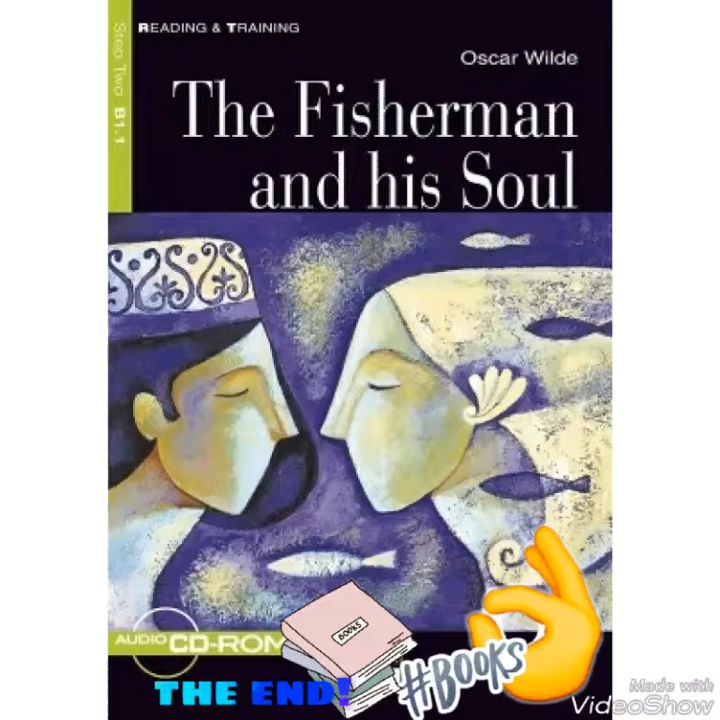 READING & TRAINING
Step Two B1.1
Oscar Wilde
The Fisherman
and his Soul
BOOKS
AUDIO CD-ROM
#BOOKS
THE END!
Made with
VideoShow